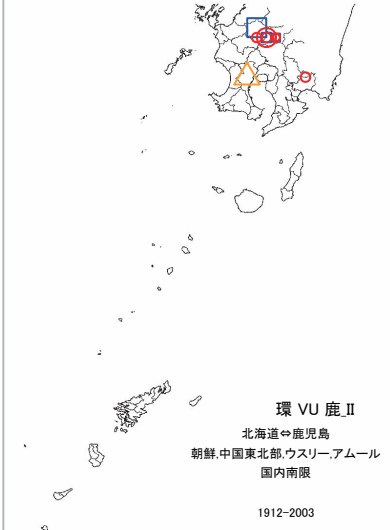 環 VU 鹿_II
北海道⇔鹿児島
朝鮮,中国東北部,ウスリー,アムール
国内南限
1912-2003